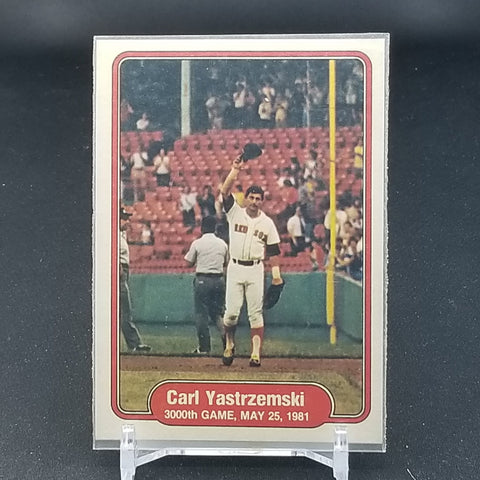 RED SOX
Carl Yastrzemski
3000th GAME, MAY 25, 1981